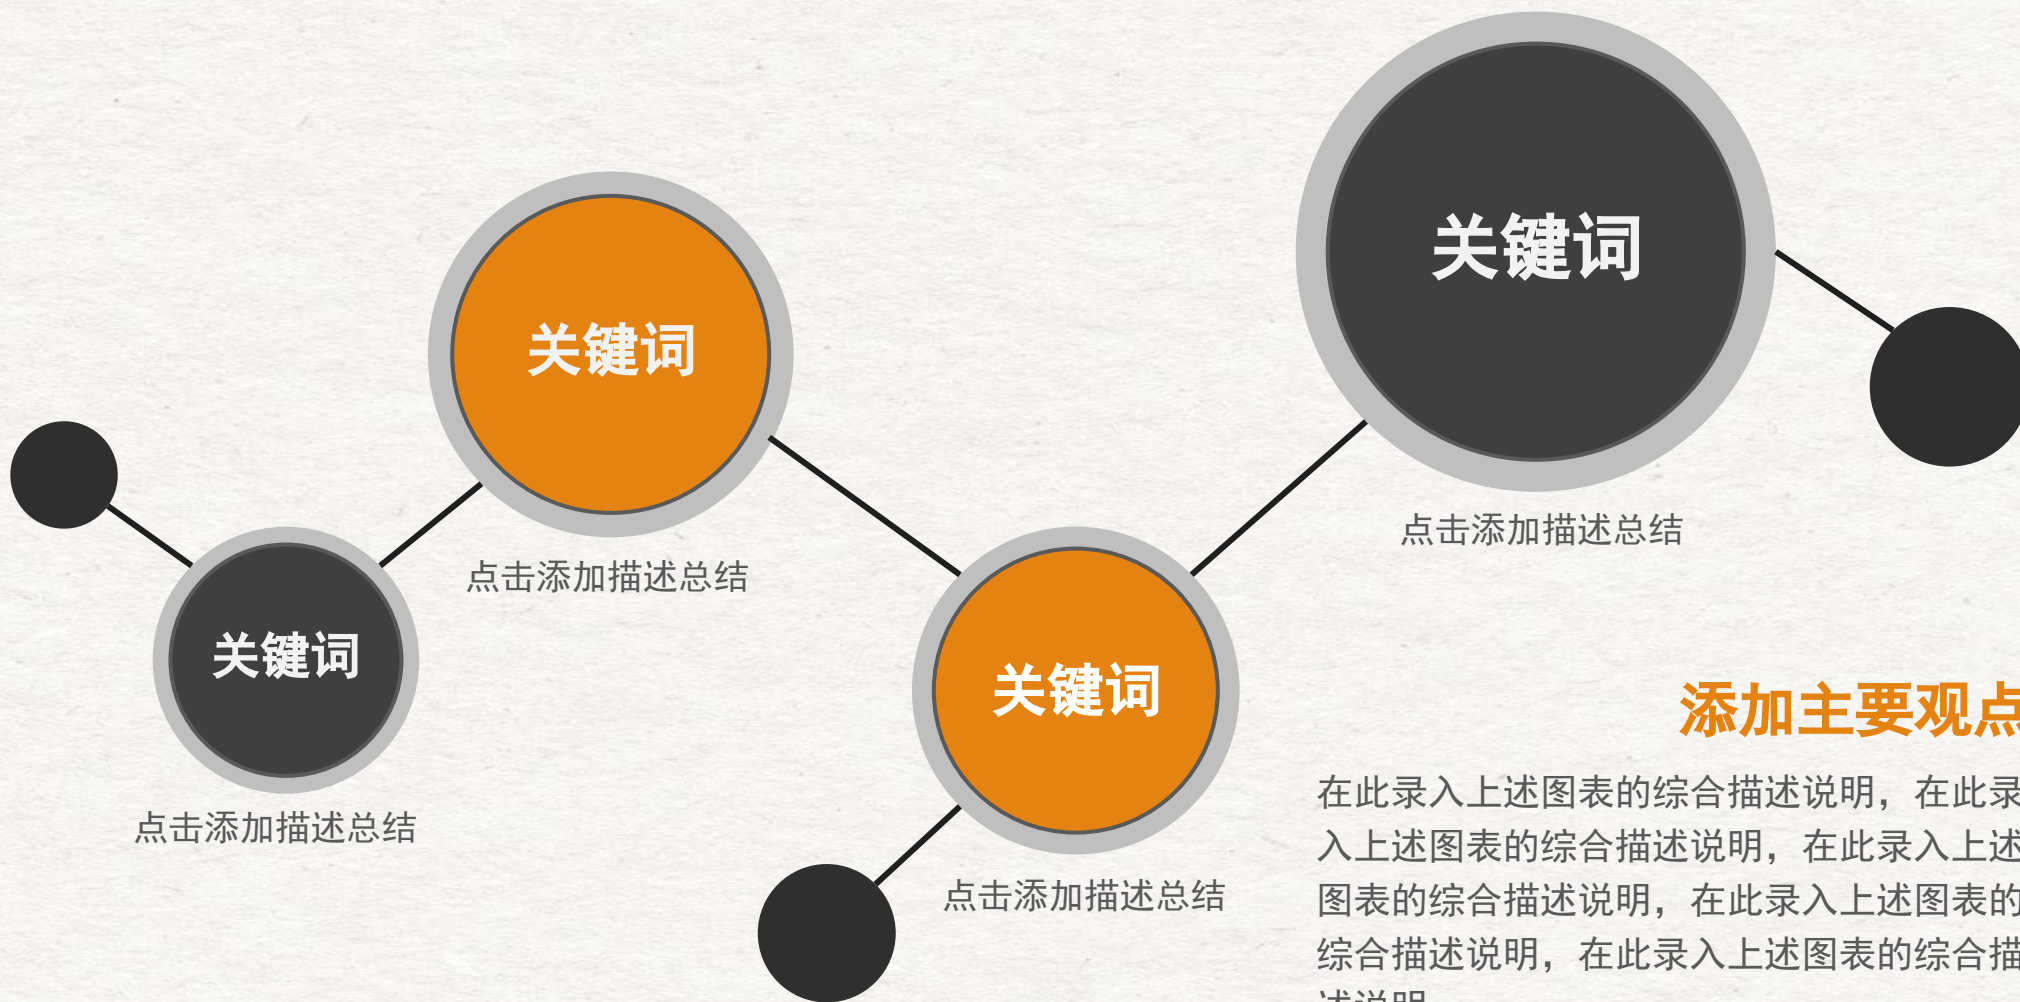 关键词
关键词
点击添加描述总结
点击添加描述总结
关键词
点击添加描述总结
关键词
点击添加描述总结
添加主要观点
在此录入上述图表的综合描述说明，在此录
入上述图表的综合描述说明，在此录入上述
图表的综合描述说明，在此录入上述图表的
综合描述说明，在此录入上述图表的综合描
述说明